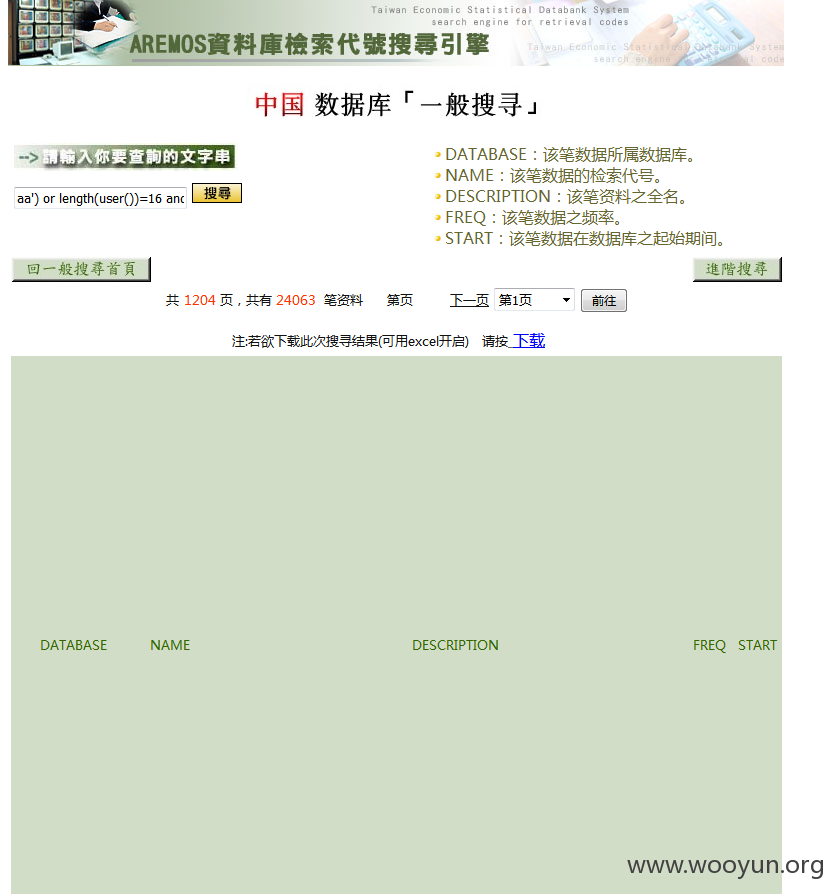 Taiwan Economic Statistical Databank System
search engine for retrieval codes
AREMOS資料庫檢索代號搜尋引擎
Taiwan Economic Statistical Databank System
search engine for retrieval codes
中国 数据库「一般搜寻」
-->請輸入你要查詢的文字串
aa') or length(user())=16 and
搜尋
DATABASE：该笔数据所属数据库。
NAME：该笔数据的检索代号。
DESCRIPTION：该笔资料之全名。
FREQ：该笔数据之频率。
START：该笔数据在数据库之起始期间。
回一般搜尋首頁
進階搜尋
共 1204 页，共有 24063 笔资料 第页 下一页 第1页 前往
注:若欲下载此次搜寻结果(可用excel开启) 请按 下载
DATABASE NAME DESCRIPTION FREQ START
www.wooyun.org